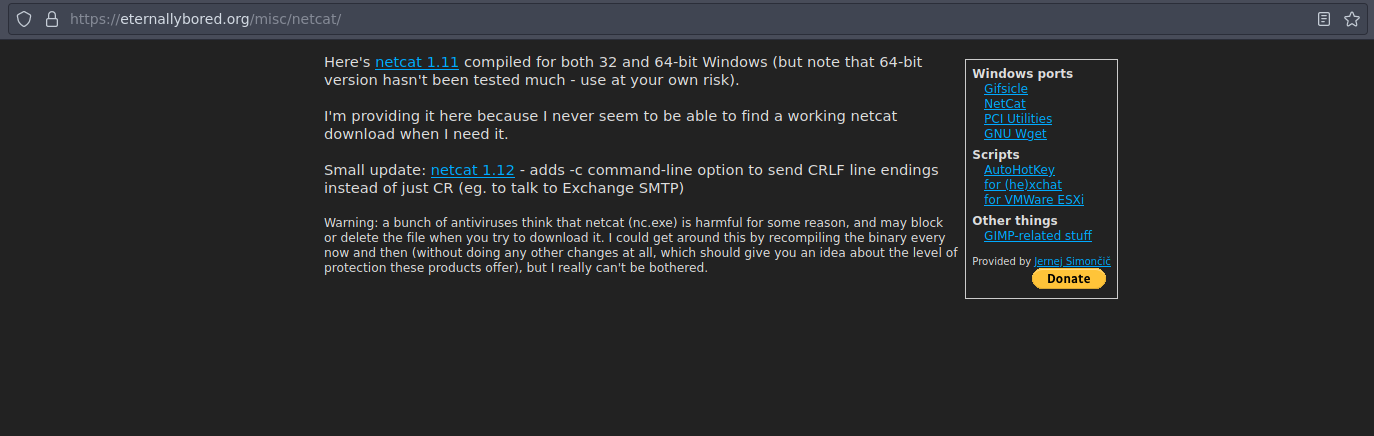 https://eternallybored.org/misc/netcat/
Here's netcat 1.11 compiled for both 32 and 64-bit Windows (but note that 64-bit
version hasn't been tested much - use at your own risk).
I'm providing it here because I never seem to be able to find a working netcat
download when I need it.
Small update: netcat 1.12 - adds -c command-line option to send CRLF line endings
instead of just CR (eg. to talk to Exchange SMTP)
Warning: a bunch of antiviruses think that netcat (nc.exe) is harmful for some reason, and may block
or delete the file when you try to download it. I could get around this by recompiling the binary every
now and then (without doing any other changes at all, which should give you an idea about the level of
protection these products offer), but I really can't be bothered.
Windows ports
Gifsicle
NetCat
PCI Utilities
GNU Wget
Scripts
AutoHotKey
for (he)xchat
for VMWare ESXi
Other things
GIMP-related stuff
Provided by Jernej Simončič
Donate